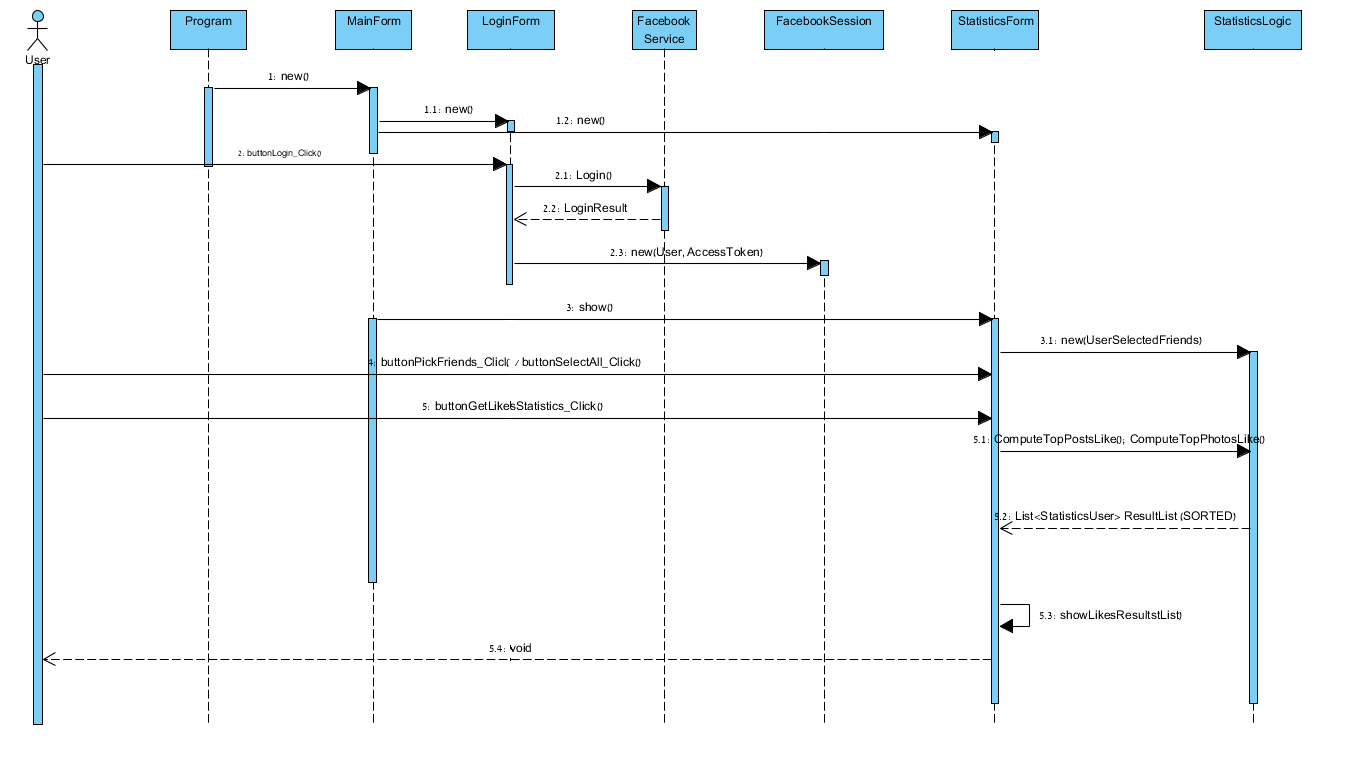 User
Program
MainForm
LoginForm
Facebook
Service
FacebookSession
StatisticsForm
StatisticsLogic
1: new()
1.1: new()
1.2: new()
2: buttonLogin_Click()
2.1: Login()
2.2: LoginResult
2.3: new(User, AccessToken)
3: show()
3.1: new(UserSelectedFriends)
4: buttonPickFriends_Click( / buttonSelectAll_Click()
5: buttonGetLikesStatistics_Click()
5.1: ComputeTopPostsLike(); ComputeTopPhotosLike()
5.2: List<StatisticsUser> ResultList (SORTED)
5.3: showLikesResultstList()
5.4: void